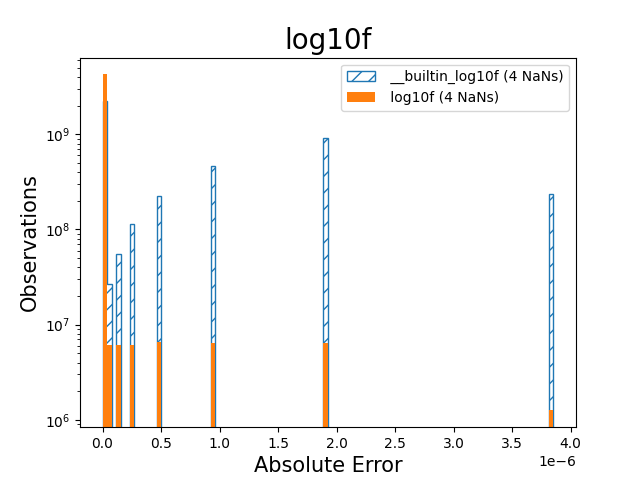 log10f
__builtin_log10f (4 NaNs)
log10f (4 NaNs)
Observations
10⁹
10⁸
10⁷
10⁶
0.0 0.5 1.0 1.5 2.0 2.5 3.0 3.5 4.0
1e−6
Absolute Error